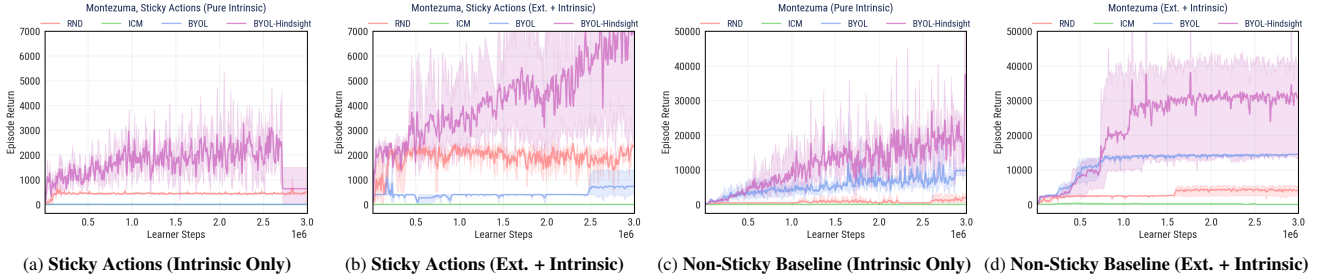 Montezuma, Sticky Actions (Pure Intrinsic)
RND ICM BYOL BYOL-Hindsight
Episode Return
7000
6000
5000
4000
3000
2000
1000
0
0.5 1.0 1.5 2.0 2.5 3.0
Learner Steps 1e6
(a) Sticky Actions (Intrinsic Only)
Montezuma, Sticky Actions (Ext. + Intrinsic)
RND ICM BYOL BYOL-Hindsight
Episode Return
7000
6000
5000
4000
3000
2000
1000
0
0.5 1.0 1.5 2.0 2.5 3.0
Learner Steps 1e6
(b) Sticky Actions (Ext. + Intrinsic)
Montezuma (Pure Intrinsic)
RND ICM BYOL BYOL-Hindsight
Episode Return
50000
40000
30000
20000
10000
0
0.5 1.0 1.5 2.0 2.5 3.0
Learner Steps 1e6
(c) Non-Sticky Baseline (Intrinsic Only)
Montezuma (Ext. + Intrinsic)
RND ICM BYOL BYOL-Hindsight
Episode Return
50000
40000
30000
20000
10000
0
0.5 1.0 1.5 2.0 2.5 3.0
Learner Steps 1e6
(d) Non-Sticky Baseline (Ext. + Intrinsic)